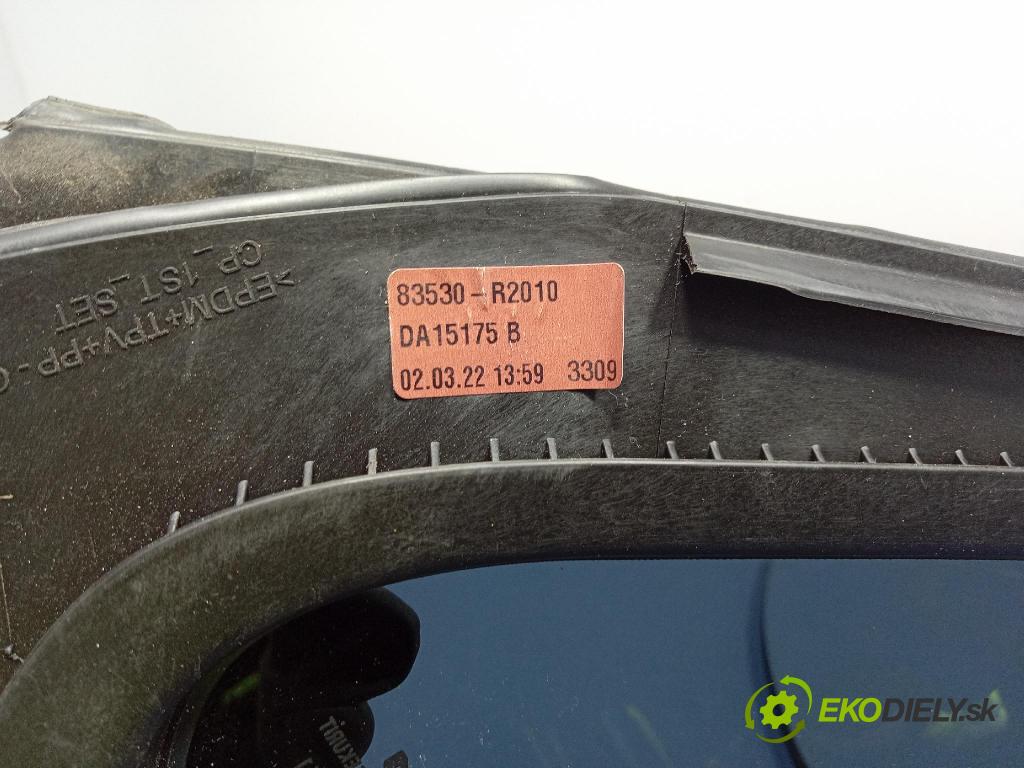 >EPDM+TPV+PP-
CP_1ST_SET
83530-R2010
DA15175 B
02.03.22 13:59 3309
EKODIELY.sk